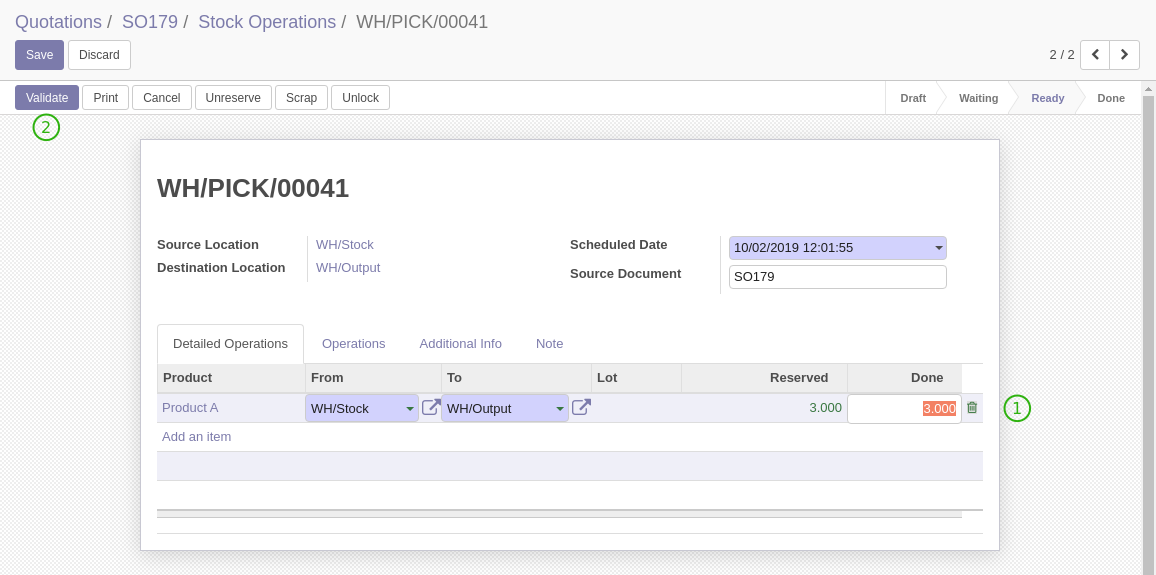 Quotations / SO179 / Stock Operations / WH/PICK/00041
Save Discard 2 / 2
Validate Print Cancel Unreserve Scrap Unlock Draft Waiting Ready Done
2
WH/PICK/00041
Source Location WH/Stock Scheduled Date 10/02/2019 12:01:55
Destination Location WH/Output Source Document SO179
Detailed Operations Operations Additional Info Note
Product From To Lot Reserved Done
Product A WH/Stock WH/Output 3.000 3.000 1
Add an item